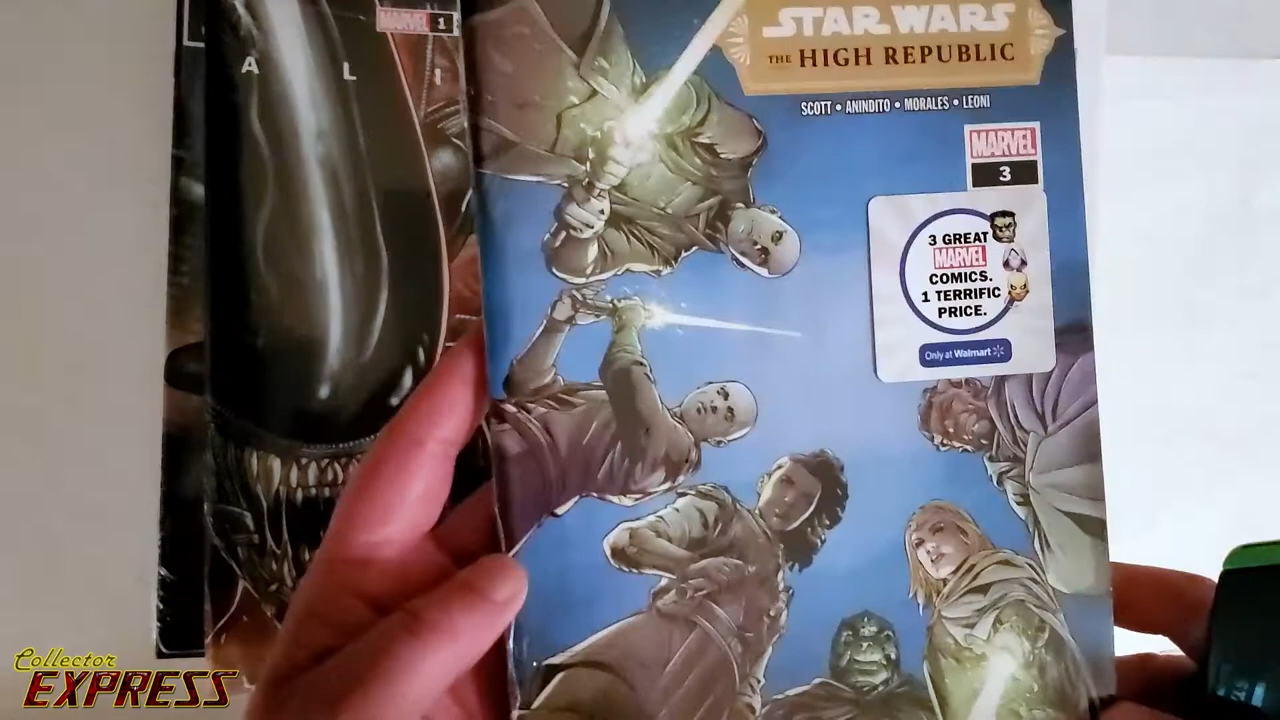 MARVEL 1
A L I
STAR WARS
THE HIGH REPUBLIC
SCOTT • ANINDITO • MORALES • LEONI
MARVEL
3
3 GREAT
MARVEL
COMICS.
1 TERRIFIC
PRICE.
Only at Walmart
Collector
EXPRESS